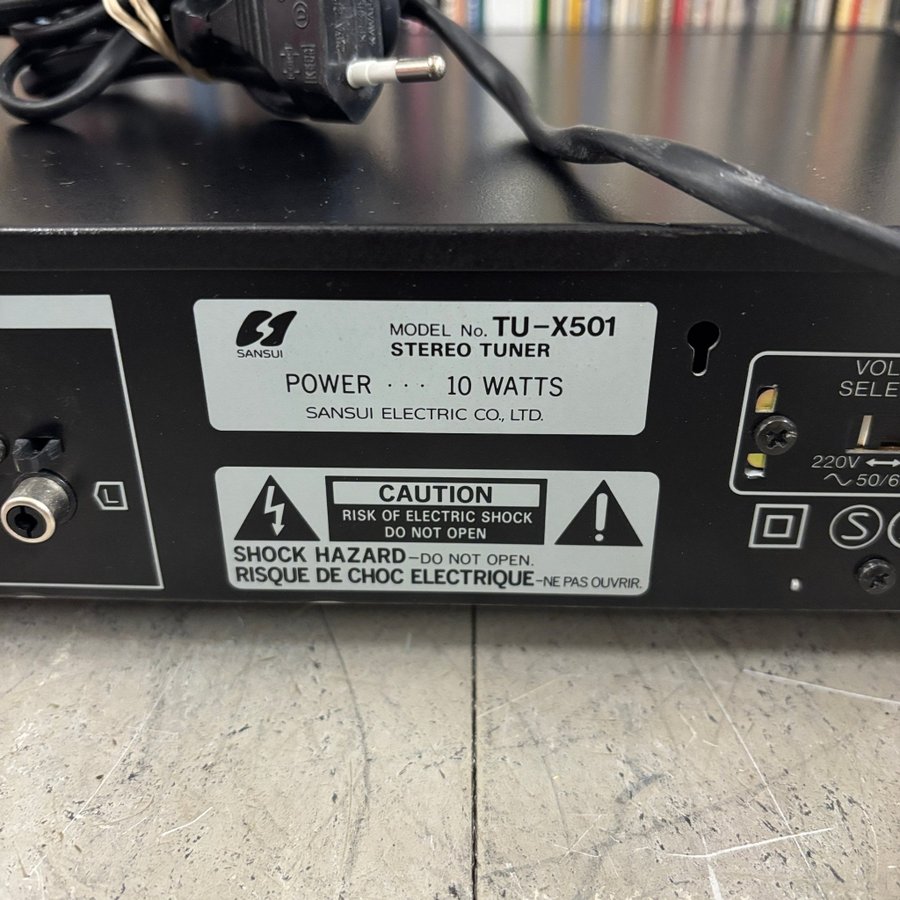 SANSUI
MODEL No. TU-X501
STEREO TUNER
POWER ··· 10 WATTS
SANSUI ELECTRIC CO., LTD.
CAUTION
RISK OF ELECTRIC SHOCK
DO NOT OPEN
SHOCK HAZARD-DO NOT OPEN.
RISQUE DE CHOC ELECTRIQUE-NE PAS OUVRIR.
L
VOL
SELE
220V ↔
~50/6
S